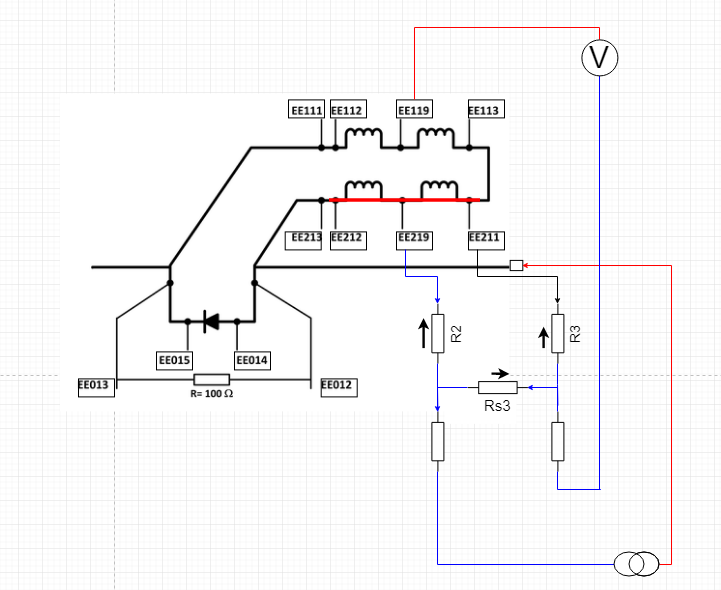 V
EE111 EE112 EE119 EE113
EE213 EE212 EE219 EE211
R2 R3
EE015 EE014
Rs3
EE013 R= 100 Ω EE012